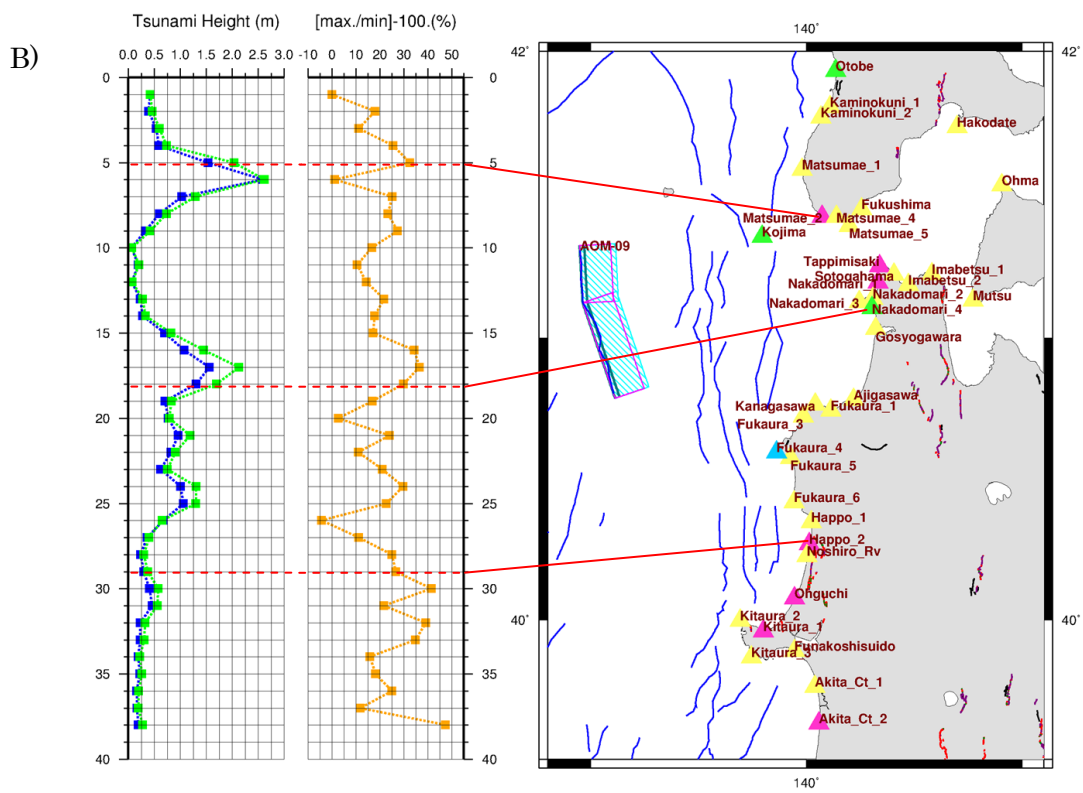 B)
Tsunami Height (m)
[max./min]-100.(%)
0.0 0.5 1.0 1.5 2.0 2.5 3.0
-10 0 10 20 30 40 50
0
5
10
15
20
25
30
35
40
0
5
10
15
20
25
30
35
40
140°
42°
42°
40°
40°
140°
Otobe
Kaminokuni_1
Kaminokuni_2
Hakodate
Matsumae_1
Ohma
Fukushima
Matsumae_2
Matsumae_4
Kojima
Matsumae_5
AOM-09
Tappimisaki
Imabetsu_1
Sotogahama
Imabetsu_2
Nakadomari_
Nakadomari_2
Mutsu
Nakadomari_3
Nakadomari_4
Gosyogawara
Ajigasawa
Kanagasawa
Fukaura_1
Fukaura_3
Fukaura_4
Fukaura_5
Fukaura_6
Happo_1
Happo_2
Noshiro_Rv
Ohguchi
Kitaura_2
Kitaura_1
Funakoshisuido
Kitaura_3
Akita_Ct_1
Akita_Ct_2